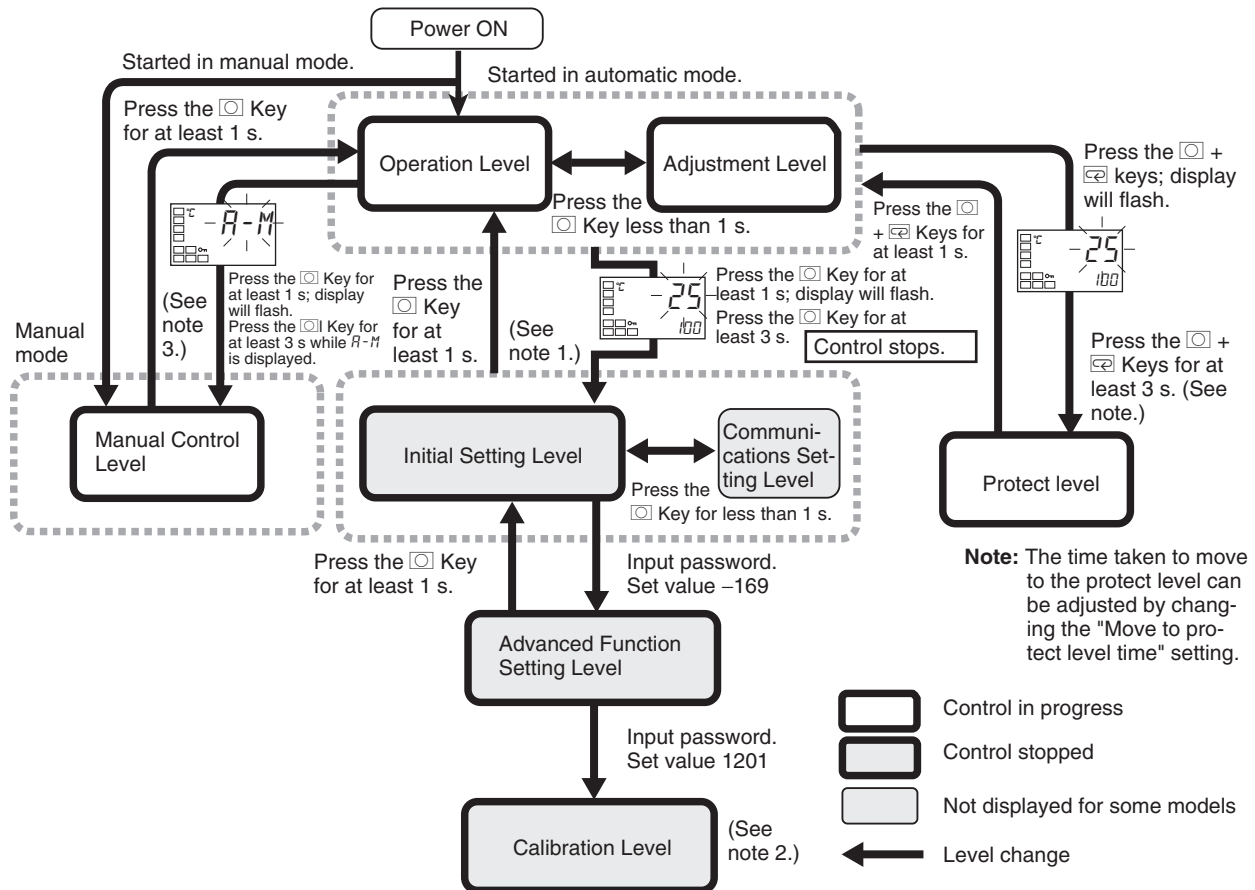 Power ON
Started in manual mode.
Started in automatic mode.
Press the Key
for at least 1 s.
Operation Level
Adjustment Level
Press the
Key less than 1 s.
Press the +
keys; display
will flash.
Press the
+ Keys for
at least 1 s.
℃
A-M
℃
25
100
℃
25
100
(See
note
3.)
Press the Key for
at least 1 s; display
will flash.
Press the Key for
at least 3 s while A-M
is displayed.
Press the
Key
for at
least 1 s.
(See
note 1.)
Press the Key for at
least 1 s; display will flash.
Press the Key for at
least 3 s.
Control stops.
Press the +
Keys for at
least 3 s. (See
note.)
Manual
mode
Manual Control
Level
Initial Setting Level
Communi-
cations Set-
ting Level
Press the
Key for less than 1 s.
Protect level
Press the Key
for at least 1 s.
Input password.
Set value –169
Note: The time taken to move
to the protect level can
be adjusted by chang-
ing the "Move to pro-
tect level time" setting.
Advanced Function
Setting Level
Input password.
Set value 1201
Calibration Level
(See
note 2.)
Control in progress
Control stopped
Not displayed for some models
Level change